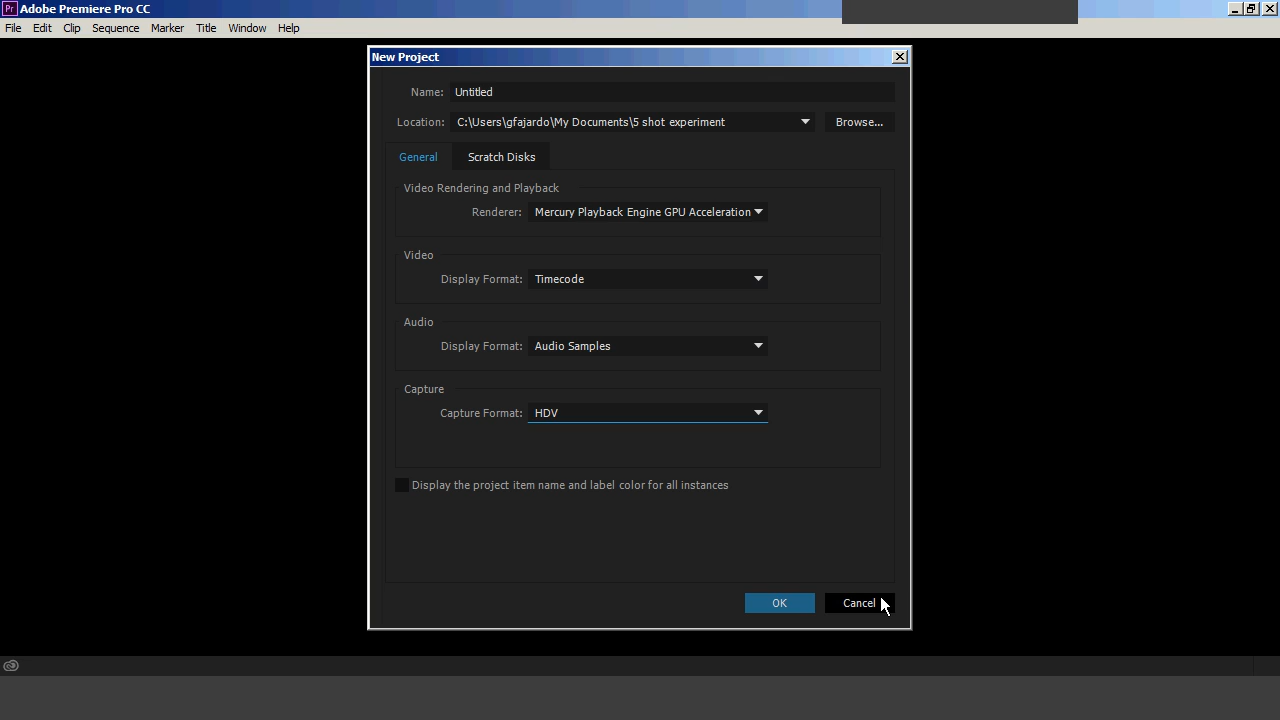 Pr Adobe Premiere Pro CC
File Edit Clip Sequence Marker Title Window Help
New Project
Name: Untitled
Location: C:\Users\gfajardo\My Documents\5 shot experiment Browse...
General Scratch Disks
Video Rendering and Playback
Renderer: Mercury Playback Engine GPU Acceleration
Video
Display Format: Timecode
Audio
Display Format: Audio Samples
Capture
Capture Format: HDV
Display the project item name and label color for all instances
OK Cancel